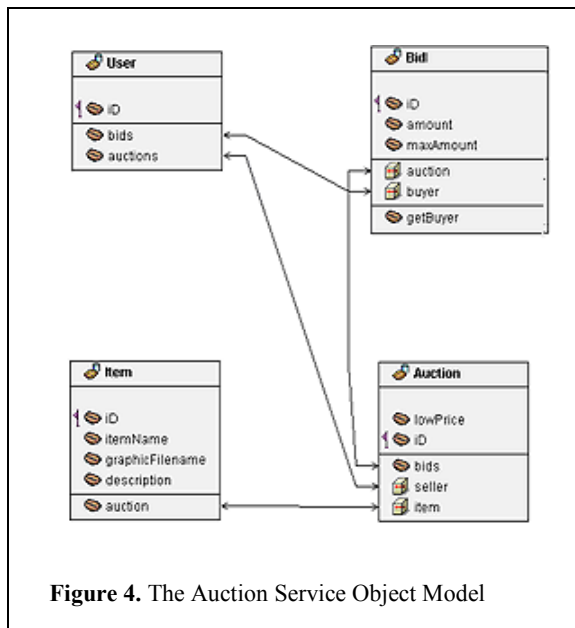 User
iD
bids
auctions
Bid
iD
amount
maxAmount
auction
buyer
getBuyer
Item
iD
itemName
graphicFilename
description
auction
Auction
lowPrice
iD
bids
seller
item
Figure 4. The Auction Service Object Model